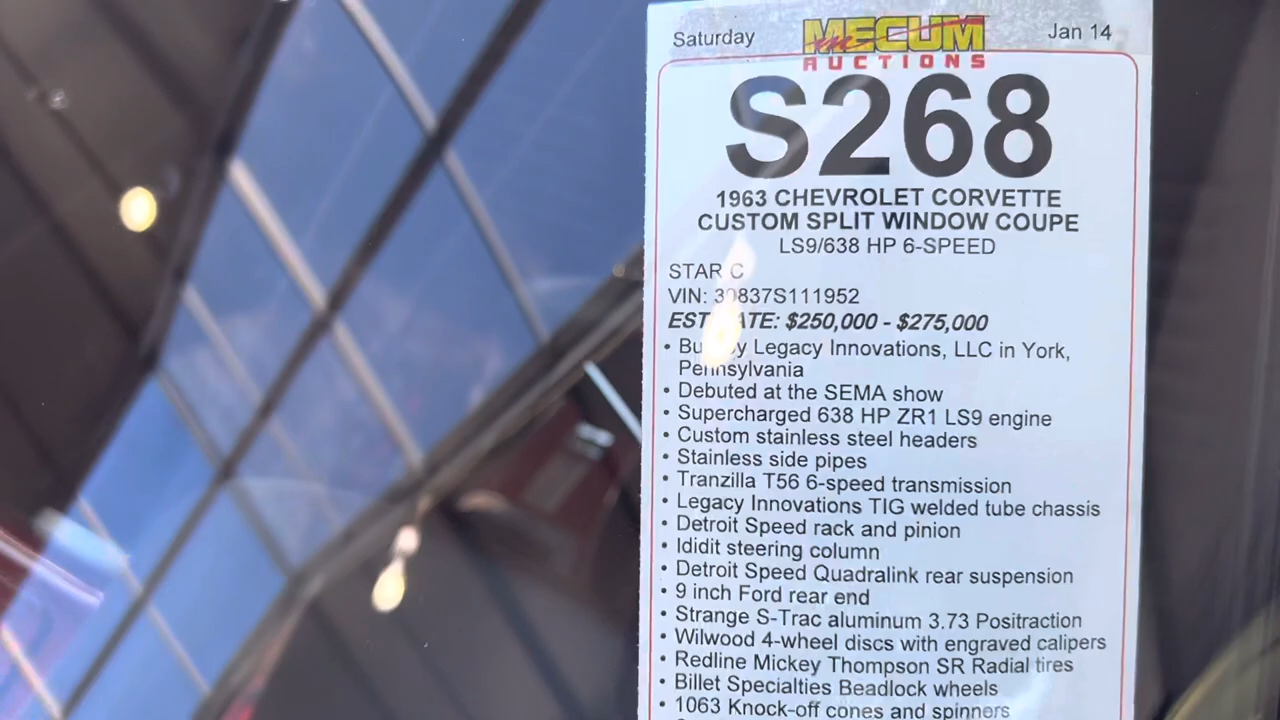 Saturday
MECUM
AUCTIONS
Jan 14
S268
1963 CHEVROLET CORVETTE
CUSTOM SPLIT WINDOW COUPE
LS9/638 HP 6-SPEED
STAR C
VIN: 30837S111952
ESTIMATE: $250,000 - $275,000
• by Legacy Innovations, LLC in York,
Pennsylvania
• Debuted at the SEMA show
• Supercharged 638 HP ZR1 LS9 engine
• Custom stainless steel headers
• Stainless side pipes
• Tranzilla T56 6-speed transmission
• Legacy Innovations TIG welded tube chassis
• Detroit Speed rack and pinion
• Ididit steering column
• Detroit Speed Quadralink rear suspension
• 9 inch Ford rear end
• Strange S-Trac aluminum 3.73 Positraction
• Wilwood 4-wheel discs with engraved calipers
• Redline Mickey Thompson SR Radial tires
• Billet Specialties Beadlock wheels
• 1063 Knock-off cones and spinners